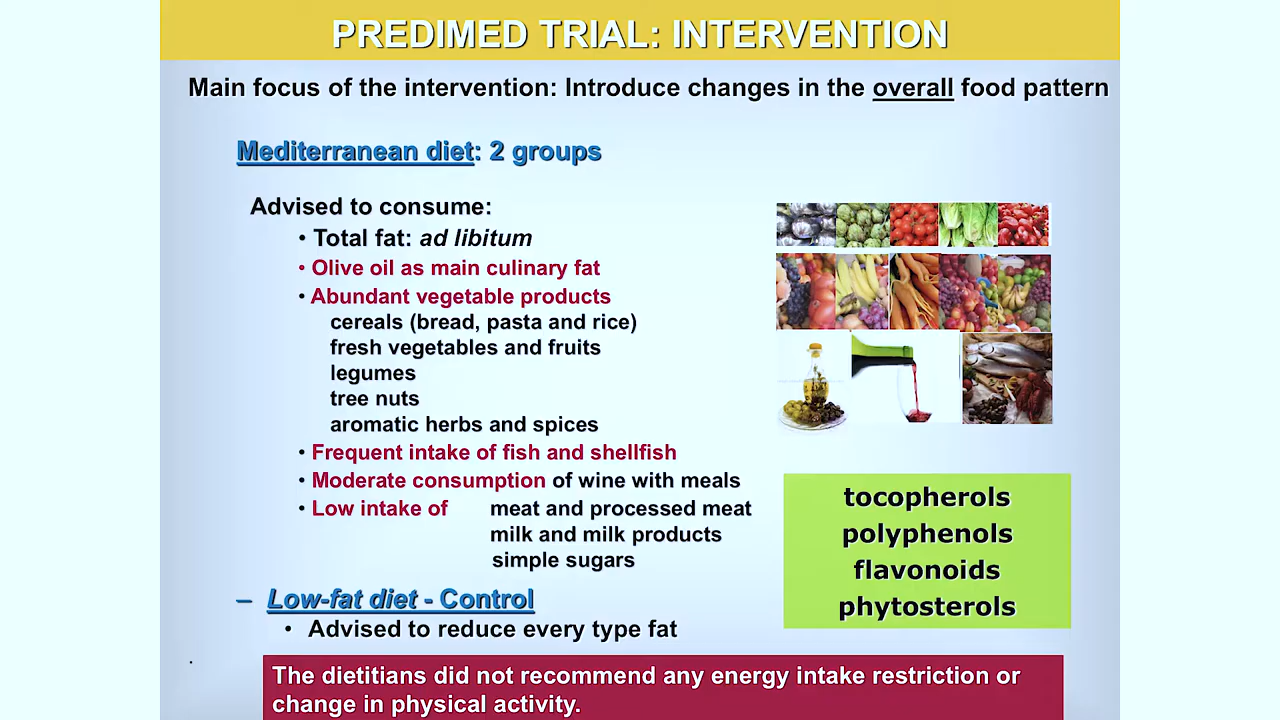 PREDIMED TRIAL: INTERVENTION
Main focus of the intervention: Introduce changes in the overall food pattern
Mediterranean diet: 2 groups
Advised to consume:
• Total fat: ad libitum
• Olive oil as main culinary fat
• Abundant vegetable products
cereals (bread, pasta and rice)
fresh vegetables and fruits
legumes
tree nuts
aromatic herbs and spices
• Frequent intake of fish and shellfish
• Moderate consumption of wine with meals
• Low intake of meat and processed meat
milk and milk products
simple sugars
– Low-fat diet - Control
• Advised to reduce every type fat
tocopherols
polyphenols
flavonoids
phytosterols
The dietitians did not recommend any energy intake restriction or
change in physical activity.